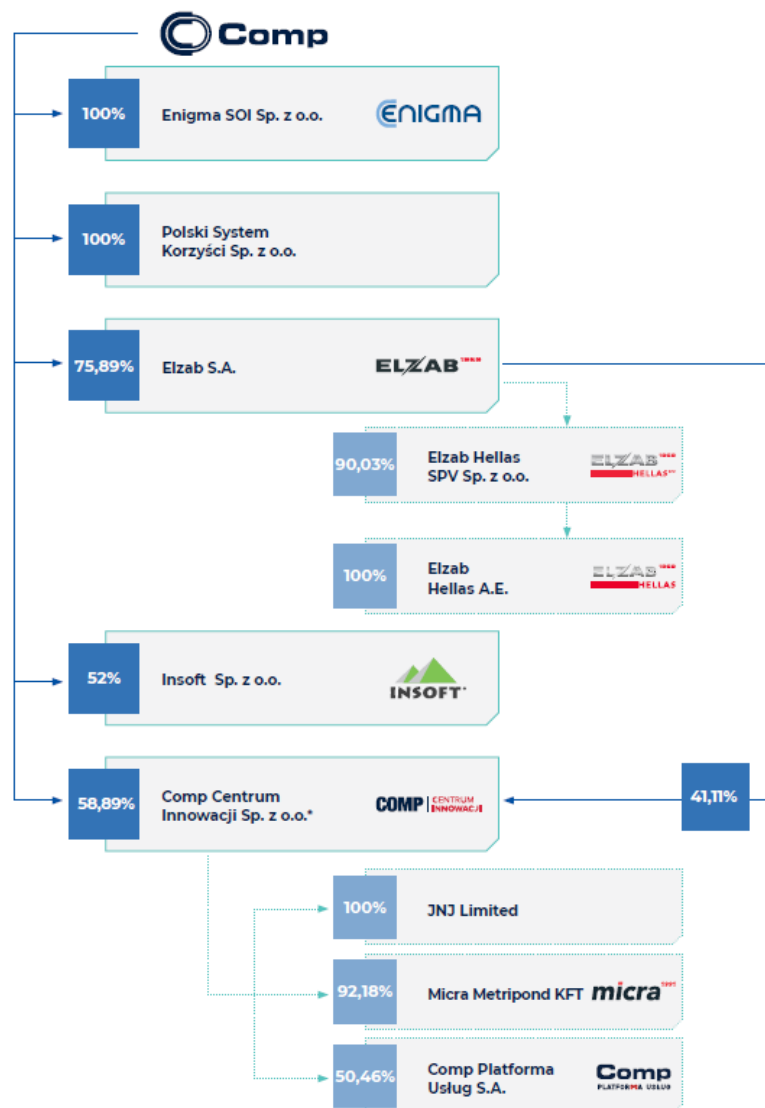 Comp
100%
Enigma SOI Sp. z o.o.
ENIGMA
100%
Polski System
Korzyści Sp. z o.o.
75,89%
Elzab S.A.
ELZAB
90,03%
Elzab Hellas
SPV Sp. z o.o.
ELZAB
HELLAS
100%
Elzab
Hellas A.E.
ELZAB
HELLAS
52%
Insoft Sp. z o.o.
INSOFT
58,89%
Comp Centrum
Innowacji Sp. z o.o.*
COMP
CENTRUM
INNOWACJI
41,11%
100%
JNJ Limited
92,18%
Micra Metripond KFT
micra
50,46%
Comp Platforma
Usług S.A.
Comp
PLATFORMA USŁUG